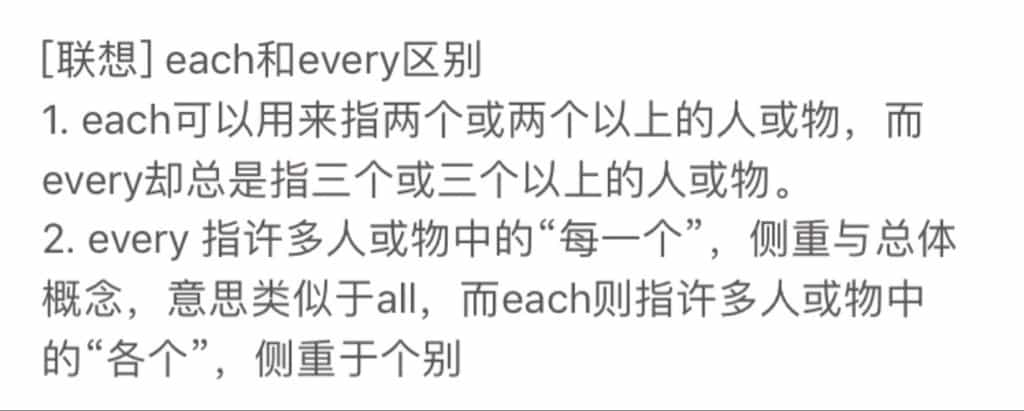 [联想] each和every区别
1. each可以用来指两个或两个以上的人或物，而
every却总是指三个或三个以上的人或物。
2. every 指许多人或物中的“每一个”，侧重与总体
概念，意思类似于all，而each则指许多人或物中
的“各个”，侧重于个别